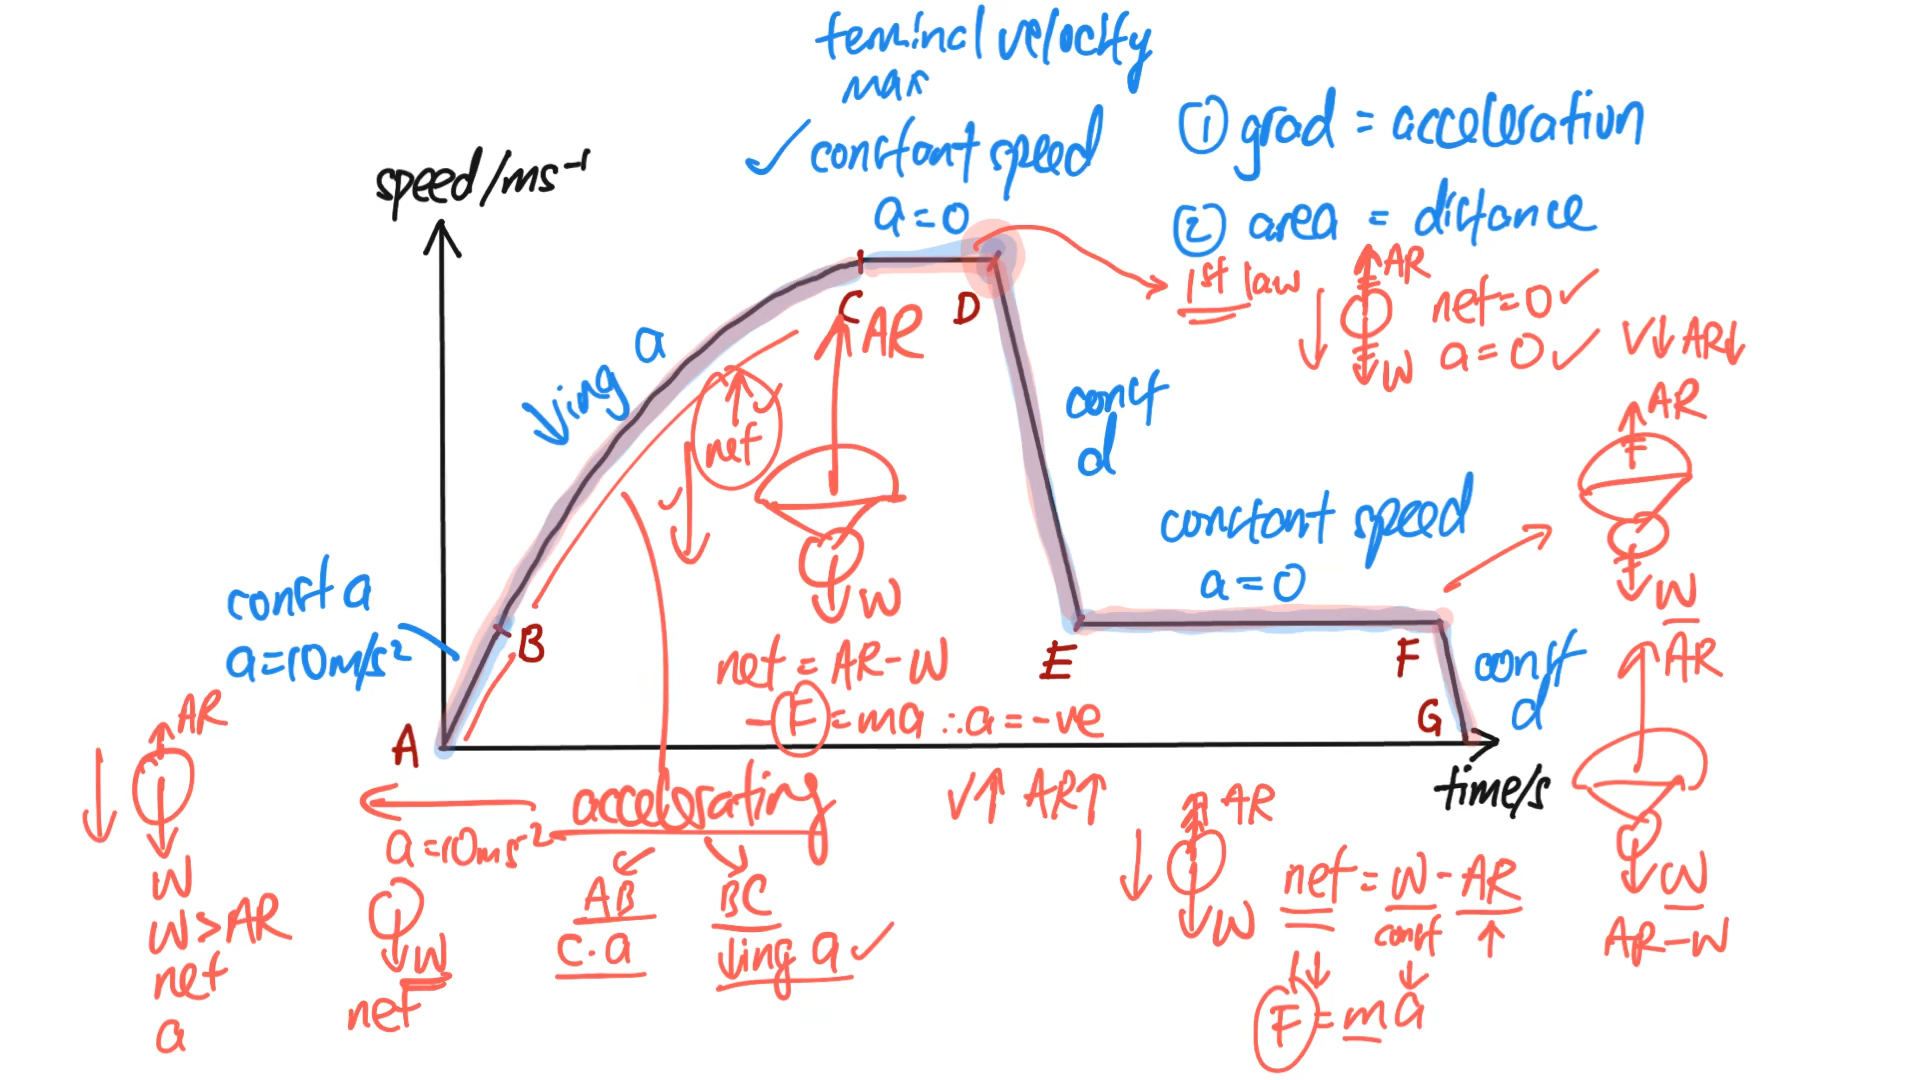 teminal velocity
max
✓ constant speed
a = 0
① grad = acceleration
② area = distance
speed/ms⁻¹
1st law
AR
W
net = 0 ✓
a = 0 ✓
V↓ AR↓
C
D
AR
↓ing a
net
const
d
AR
W
constant speed
a = 0
W
const a
a=10m/s²
B
net = AR - W
- F = ma ∴ a = -ve
E
F
G
const
d
AR
A
AR
W
W > AR
net
a
time/s
accelerating
a=10ms⁻²
V↑ AR↑
AR
W
net = W - AR
const ↑
F = ma
W
AR - W
AB
c.a
BC
↓ing a ✓
W
net